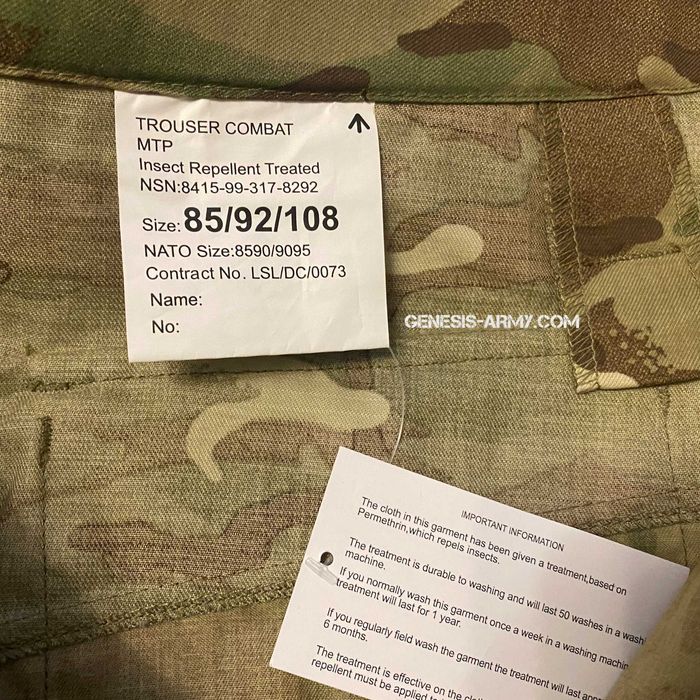 TROUSER COMBAT
MTP
Insect Repellent Treated
NSN:8415-99-317-8292
Size: 85/92/108
NATO Size:8590/9095
Contract No. LSL/DC/0073
Name:
No:
GENESIS-ARMY.COM
IMPORTANT INFORMATION
The cloth in this garment has been given a treatment,based on
Permethrin,which repels insects.
The treatment is durable to washing and will last 50 washes in a wash
machine.
If you normally wash this garment once a week in a washing machin
treatment will last for 1 year.
If you regularly field wash the garment the treatment will last
6 months.
The treatment is effective on the
repellent must be applied